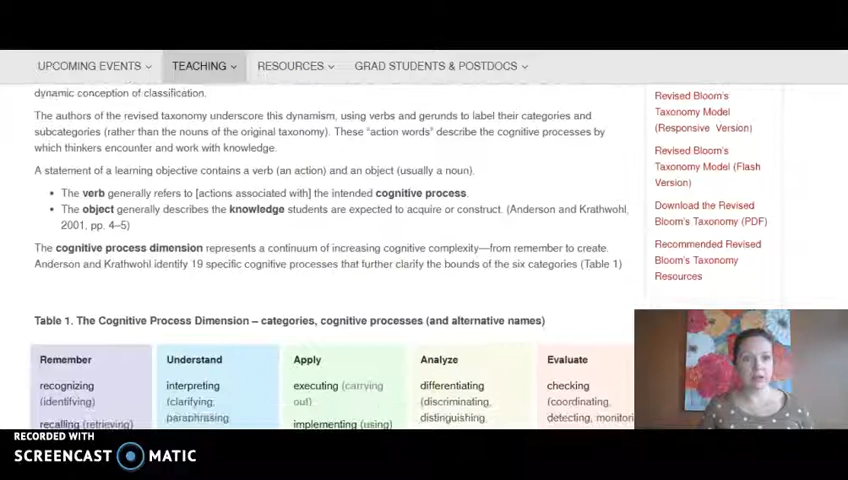 UPCOMING EVENTS TEACHING RESOURCES GRAD STUDENTS & POSTDOCS
dynamic conception of classification.
The authors of the revised taxonomy underscore this dynamism, using verbs and gerunds to label their categories and
subcategories (rather than the nouns of the original taxonomy). These “action words” describe the cognitive processes by
which thinkers encounter and work with knowledge.
A statement of a learning objective contains a verb (an action) and an object (usually a noun).
• The verb generally refers to [actions associated with] the intended cognitive process.
• The object generally describes the knowledge students are expected to acquire or construct. (Anderson and Krathwohl,
2001, pp. 4–5)
The cognitive process dimension represents a continuum of increasing cognitive complexity—from remember to create.
Anderson and Krathwohl identify 19 specific cognitive processes that further clarify the bounds of the six categories (Table 1)
Revised Bloom's
Taxonomy Model
(Responsive Version)
Revised Bloom's
Taxonomy Model (Flash
Version)
Download the Revised
Bloom's Taxonomy (PDF)
Recommended Revised
Bloom's Taxonomy
Resources
Table 1. The Cognitive Process Dimension – categories, cognitive processes (and alternative names)
Remember
recognizing
(identifying)
recalling (retrieving)
Understand
interpreting
(clarifying,
paraphrasing,
Apply
executing (carrying
out)
implementing (using)
Analyze
differentiating
(discriminating,
distinguishing,
Evaluate
checking
(coordinating,
detecting, monitori
RECORDED WITH
SCREENCAST MATIC